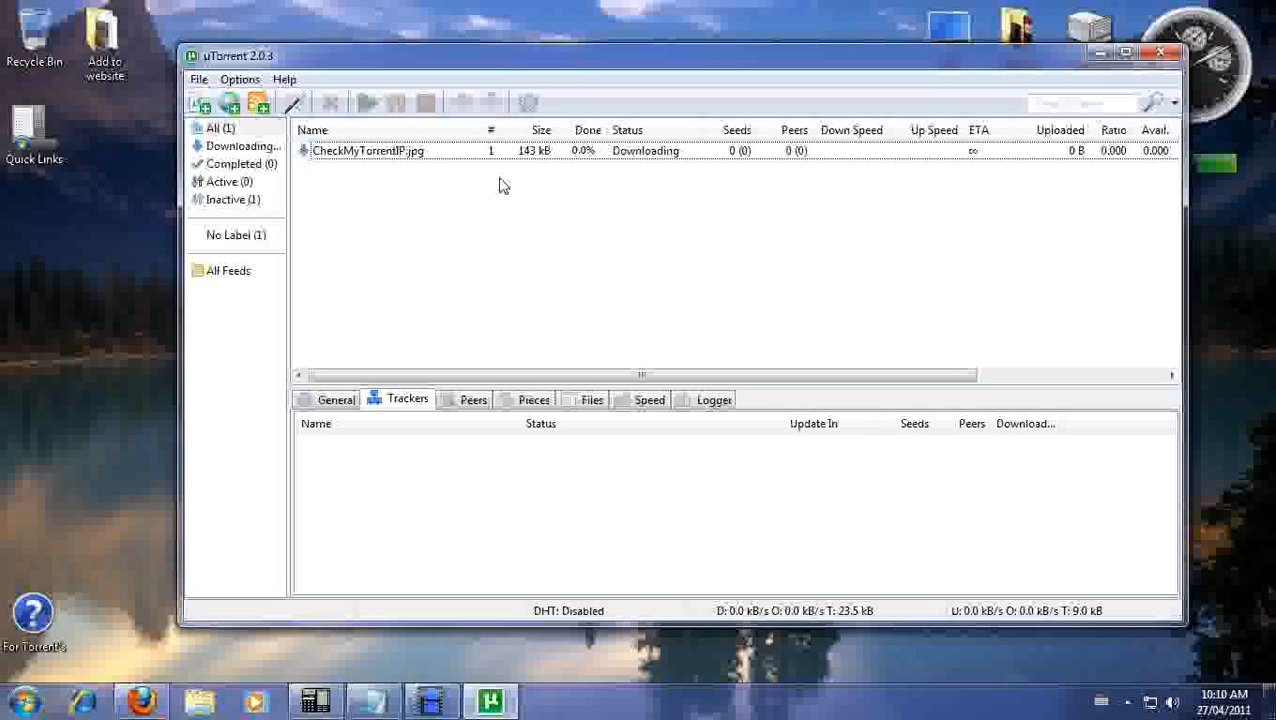 Recycle Bin
Add to
website
Quick Links
For Torrent's
µTorrent 2.0.3
File Options Help
All (1)
Downloading...
Completed (0)
Active (0)
Inactive (1)
No Label (1)
All Feeds
Name # Size Done Status Seeds Peers Down Speed Up Speed ETA Uploaded Ratio Avail.
CheckMyTorrentIP.jpg 1 143 kB 0.0% Downloading 0 (0) 0 (0) ∞ 0 B 0.000 0.000
General Trackers Peers Pieces Files Speed Logger
Name Status Update In Seeds Peers Download...
DHT: Disabled D: 0.0 kB/s O: 0.0 kB/s T: 23.5 kB U: 0.0 kB/s O: 0.0 kB/s T: 9.0 kB
10:10 AM
27/04/2011